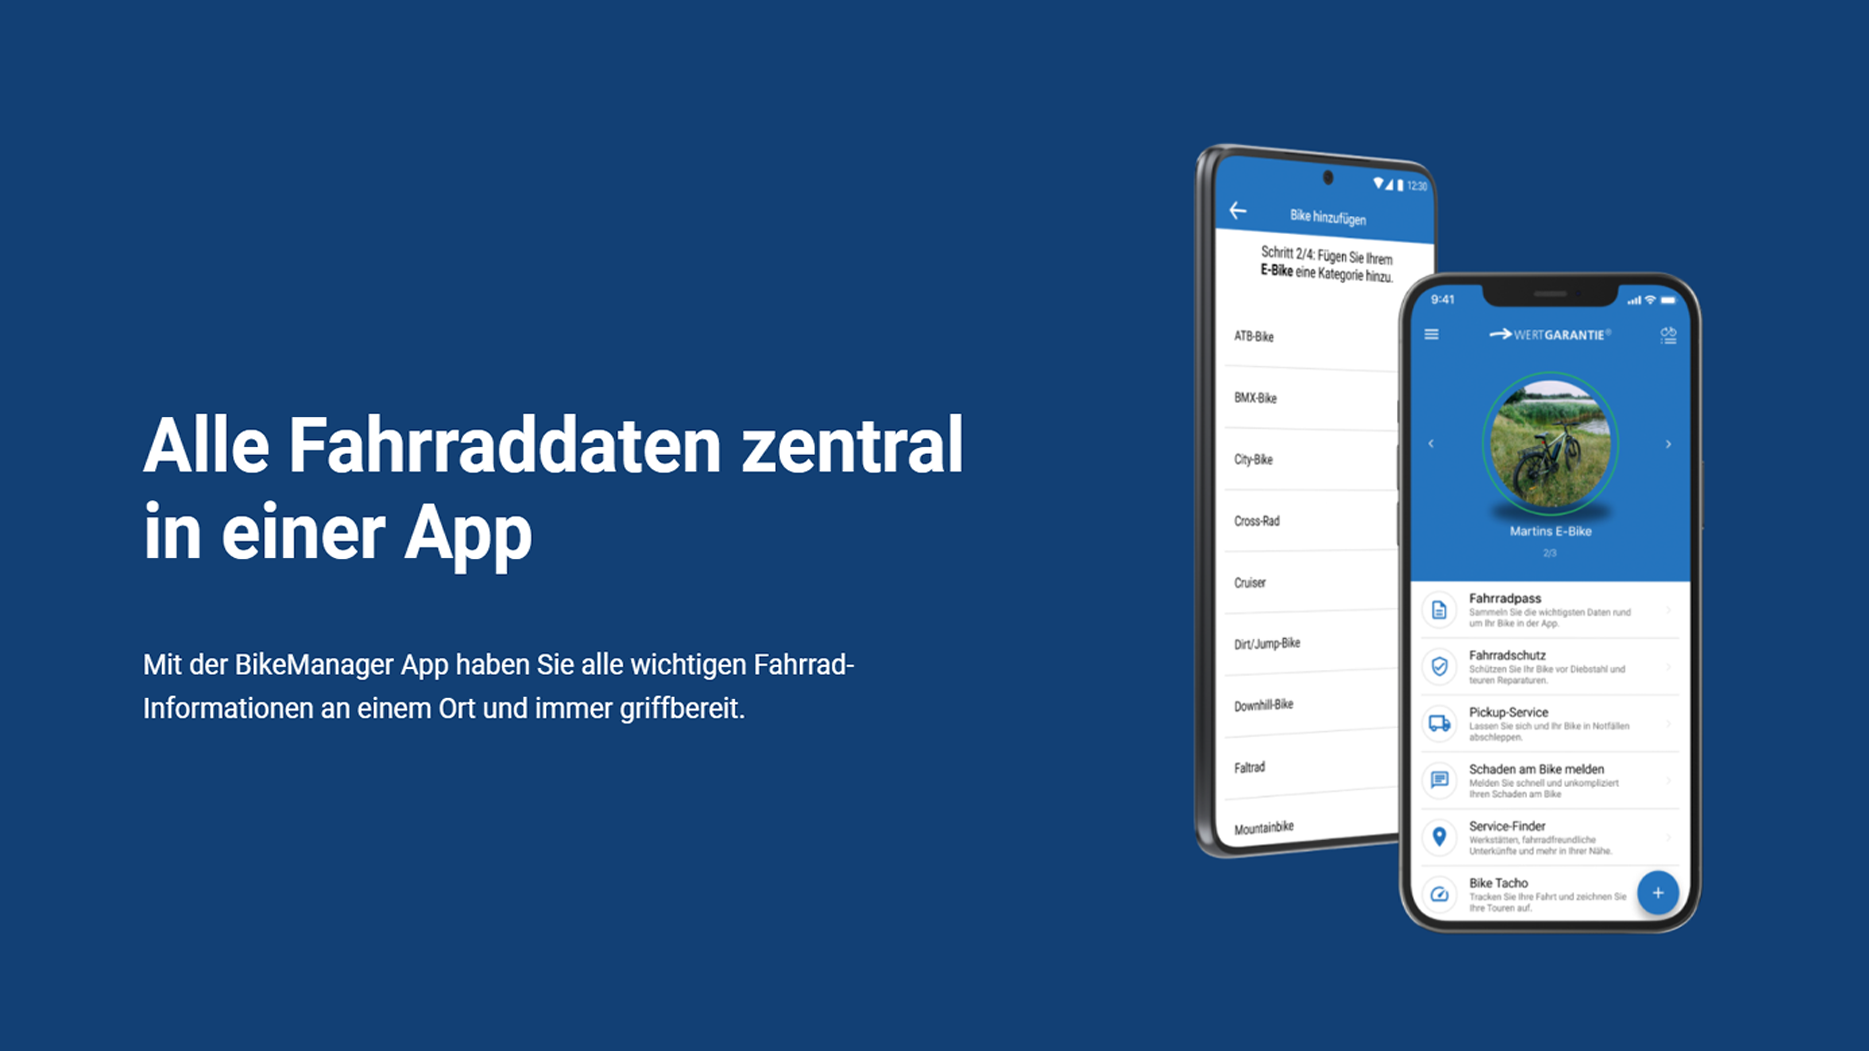 Alle Fahrraddaten zentral
in einer App
Mit der BikeManager App haben Sie alle wichtigen Fahrrad-
Informationen an einem Ort und immer griffbereit.
12:30
Bike hinzufügen
Schritt 2/4: Fügen Sie Ihrem
E-Bike eine Kategorie hinzu.
ATB-Bike
BMX-Bike
City-Bike
Cross-Rad
Cruiser
Dirt/Jump-Bike
Downhill-Bike
Faltrad
Mountainbike
9:41
WERTGARANTIE®
Martins E-Bike
2/3
Fahrradpass
Sammeln Sie die wichtigsten Daten rund
um Ihr Bike in der App.
Fahrradschutz
Schützen Sie Ihr Bike vor Diebstahl und
teuren Reparaturen.
Pickup-Service
Lassen Sie sich und Ihr Bike in Notfällen
abschleppen.
Schaden am Bike melden
Melden Sie schnell und unkompliziert
Ihren Schaden am Bike
Service-Finder
Werkstätten, fahrradfreundliche
Unterkünfte und mehr in Ihrer Nähe.
Bike Tacho
Tracken Sie Ihre Fahrt und zeichnen Sie
Ihre Touren auf.